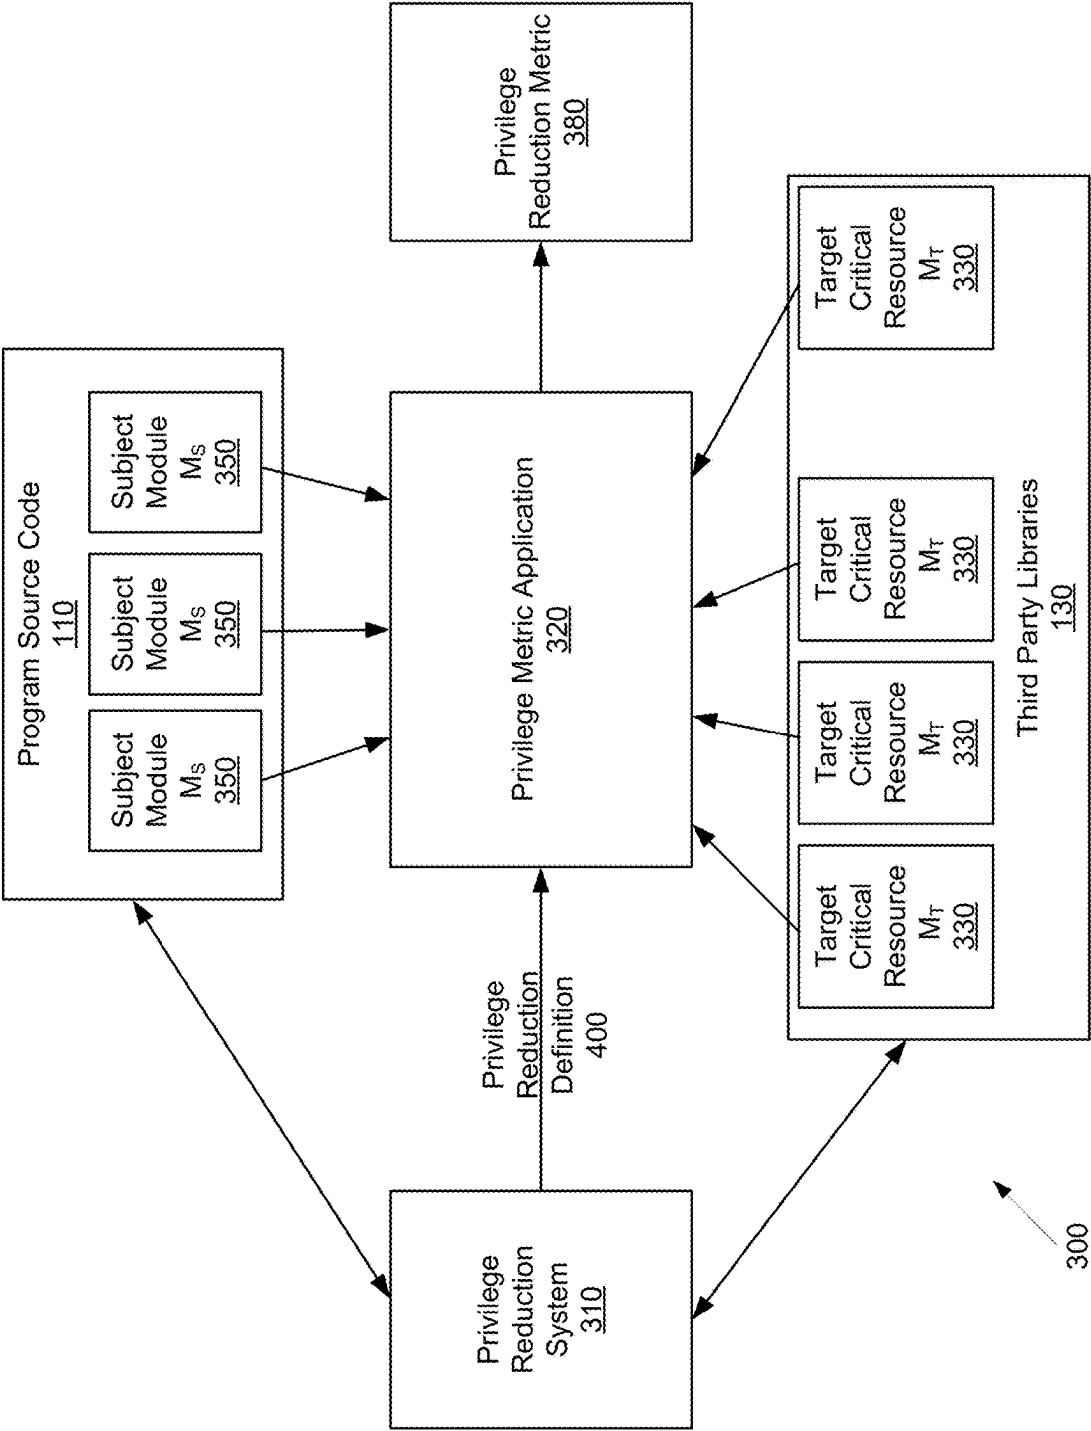 Program Source Code
110
Subject
Module
MS
350
Subject
Module
MS
350
Subject
Module
MS
350
Privilege
Reduction
System
310
Privilege
Reduction
Definition
400
Privilege Metric Application
320
Privilege
Reduction Metric
380
Target
Critical
Resource
MT
330
Target
Critical
Resource
MT
330
Target
Critical
Resource
MT
330
Target
Critical
Resource
MT
330
Third Party Libraries
130
300